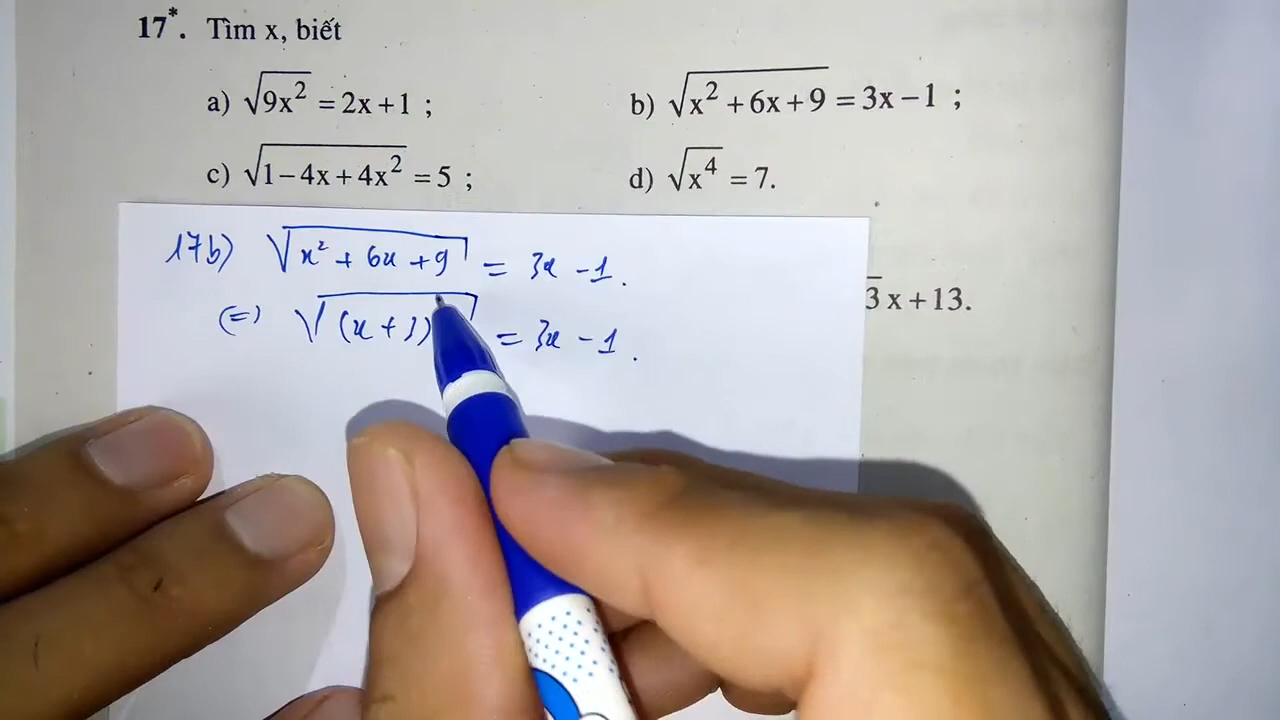 17*. Tìm x, biết
a) √9x² = 2x+1 ;
b) √x² + 6x + 9 = 3x – 1 ;
c) √1 – 4x + 4x² = 5 ;
d) √x⁴ = 7.
17b) √x² + 6x + 9 = 3x - 1.
(=) √(x + 3) = 3x - 1.
3 x + 13.